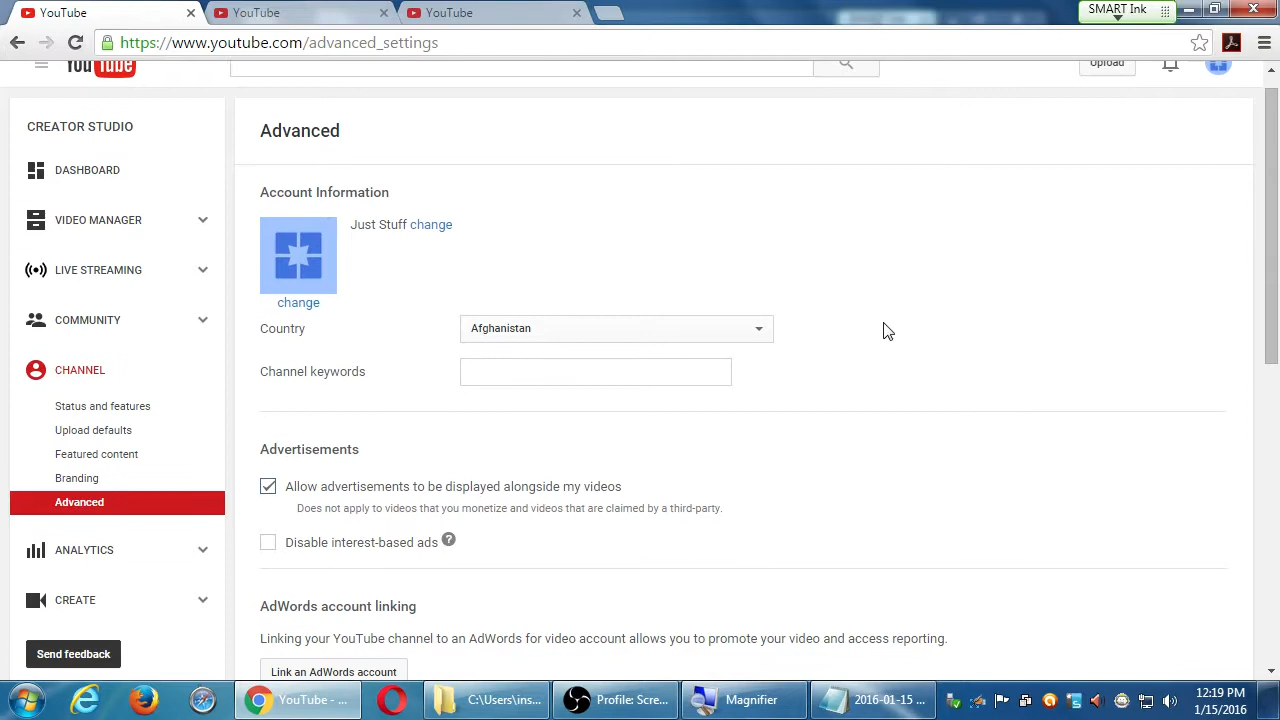 YouTube
YouTube
YouTube
SMART Ink
https://www.youtube.com/advanced_settings
YouTube
Upload
CREATOR STUDIO
DASHBOARD
VIDEO MANAGER
LIVE STREAMING
COMMUNITY
CHANNEL
Status and features
Upload defaults
Featured content
Branding
Advanced
ANALYTICS
CREATE
Send feedback
Advanced
Account Information
Just Stuff change
change
Country
Afghanistan
Channel keywords
Advertisements
Allow advertisements to be displayed alongside my videos
Does not apply to videos that you monetize and videos that are claimed by a third-party.
Disable interest-based ads ?
AdWords account linking
Linking your YouTube channel to an AdWords for video account allows you to promote your video and access reporting.
Link an AdWords account
YouTube - ...
C:\Users\ins...
Profile: Scre...
Magnifier
2016-01-15 ...
12:19 PM
1/15/2016